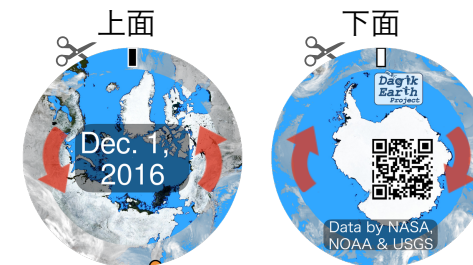 上面
下面
Dagik
Earth
Project
Dec. 1,
2016
Data by NASA,
NOAA & USGS